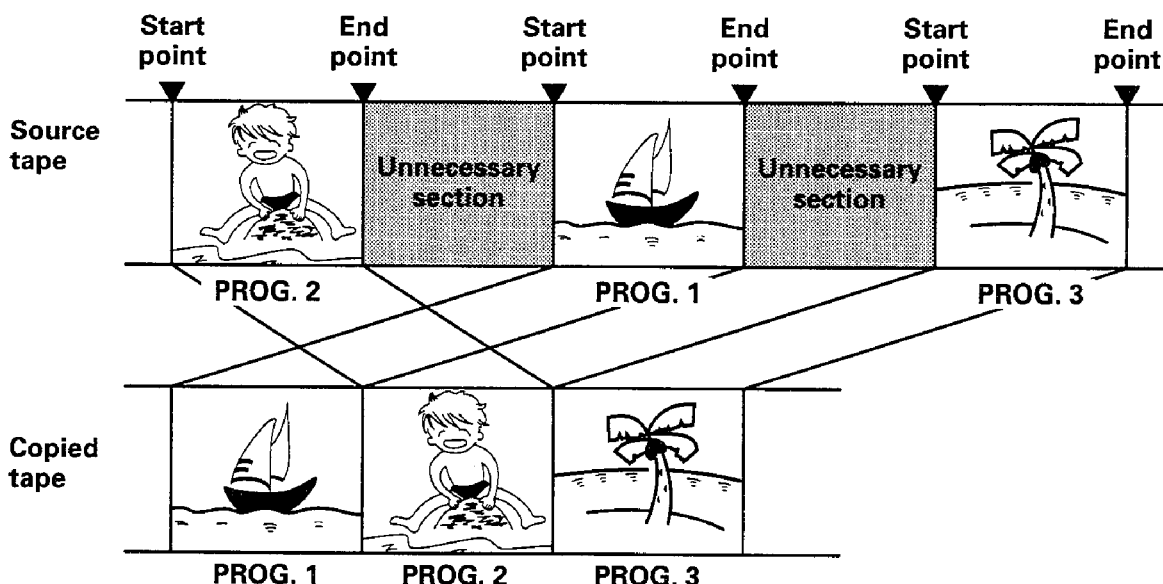 Start point
End point
Start point
End point
Start point
End point
Source tape
Unnecessary section
Unnecessary section
PROG. 2
PROG. 1
PROG. 3
Copied tape
PROG. 1
PROG. 2
PROG. 3